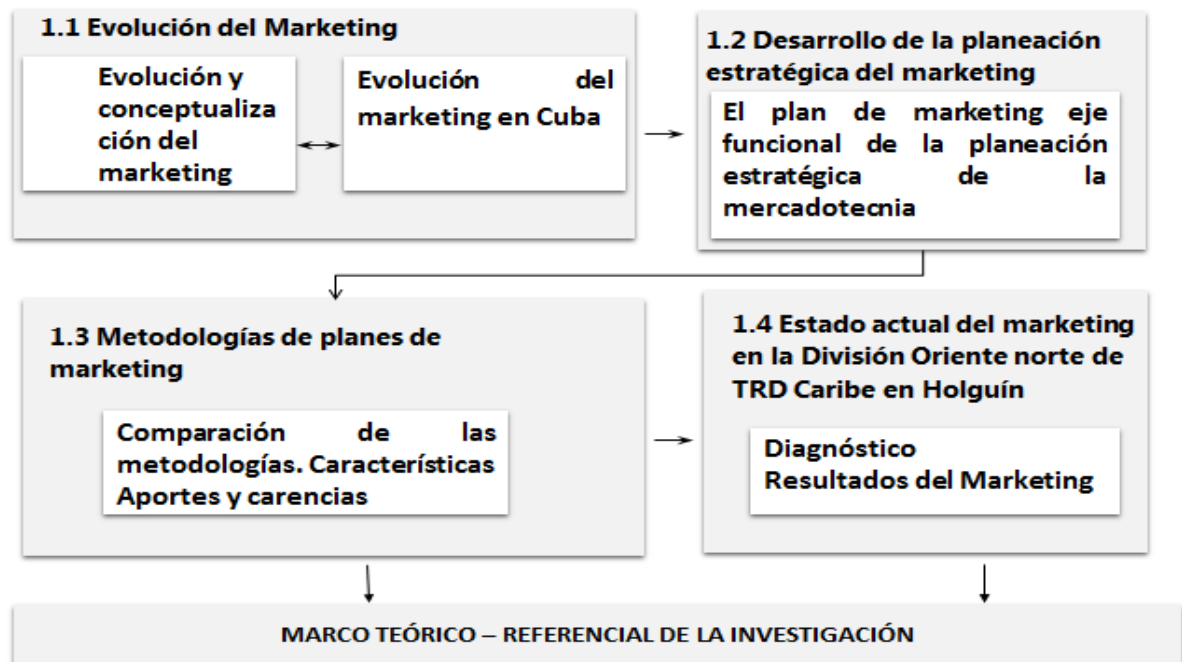 1.1 Evolución del Marketing
Evolución y
conceptualiza
ción del
marketing
Evolución del
marketing en Cuba
1.2 Desarrollo de la planeación
estratégica del marketing
El plan de marketing eje
funcional de la planeación
estratégica de la
mercadotecnia
1.3 Metodologías de planes de
marketing
Comparación de las
metodologías. Características
Aportes y carencias
1.4 Estado actual del marketing
en la División Oriente norte de
TRD Caribe en Holguín
Diagnóstico
Resultados del Marketing
MARCO TEÓRICO – REFERENCIAL DE LA INVESTIGACIÓN